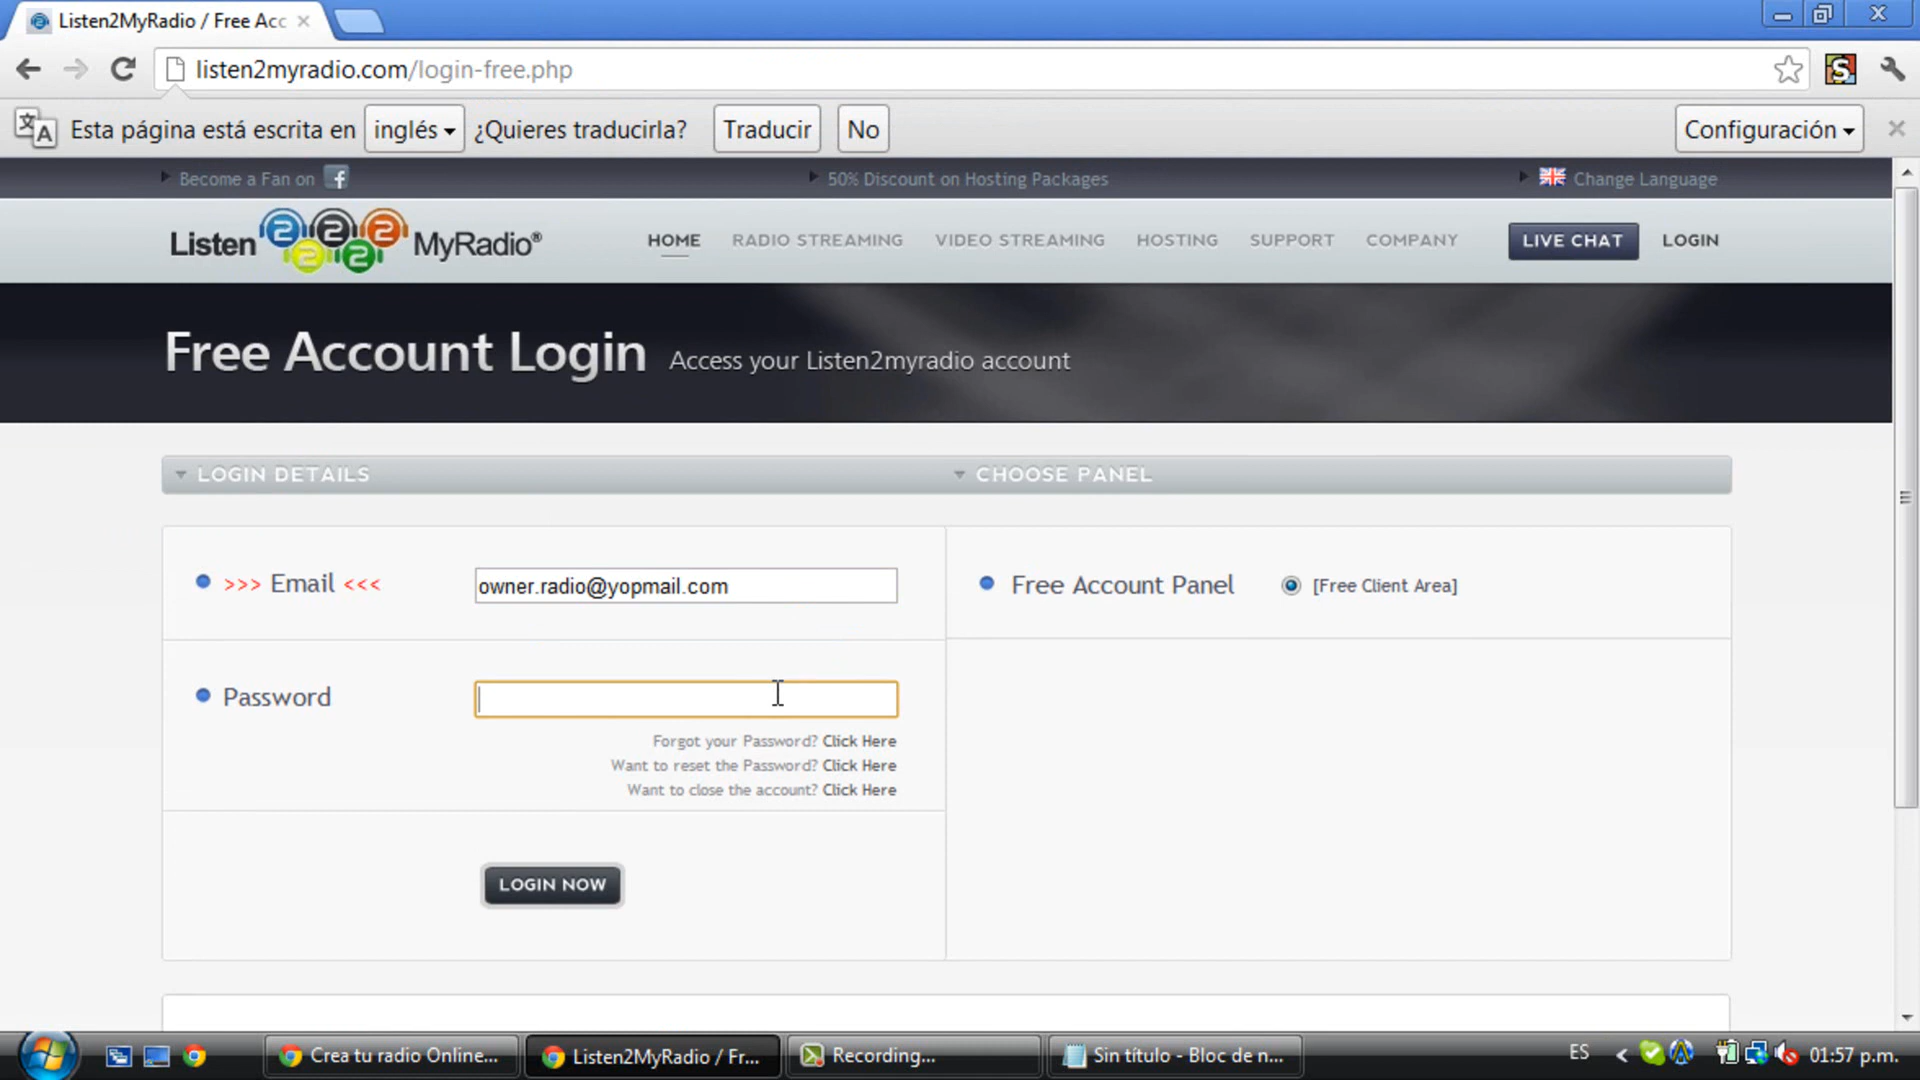 Listen2MyRadio / Free Acc
listen2myradio.com/login-free.php
Esta página está escrita en inglés ¿Quieres traducirla? Traducir No Configuración
Become a Fan on f 50% Discount on Hosting Packages Change Language
Listen 2 2 2 2 2 MyRadio® HOME RADIO STREAMING VIDEO STREAMING HOSTING SUPPORT COMPANY LIVE CHAT LOGIN
Free Account Login Access your Listen2myradio account
LOGIN DETAILS CHOOSE PANEL
>>> Email <<< owner.radio@yopmail.com Free Account Panel [Free Client Area]
Password
Forgot your Password? Click Here
Want to reset the Password? Click Here
Want to close the account? Click Here
LOGIN NOW
Crea tu radio Online... Listen2MyRadio / Fr... Recording... Sin título - Bloc de n... ES 01:57 p.m.